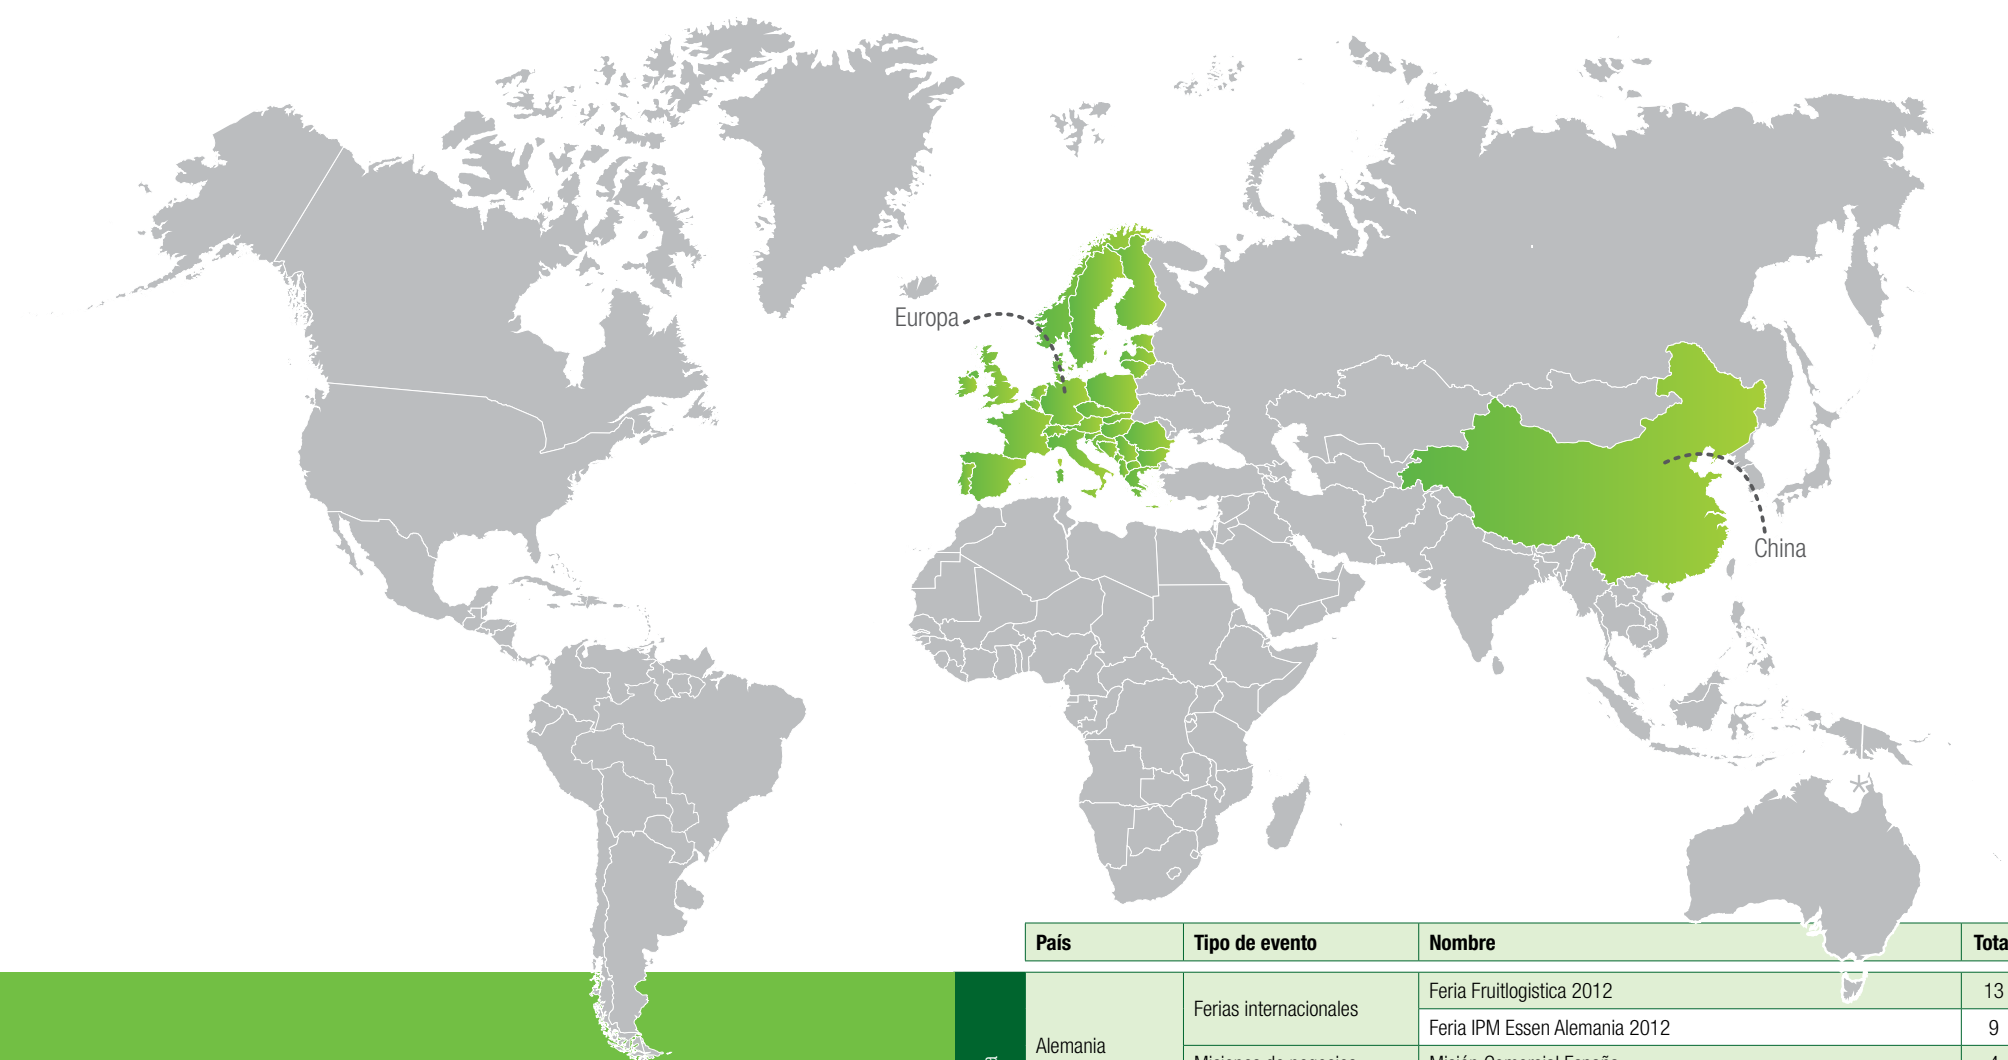 Europa
China
País Tipo de evento Nombre Tota
Ferias internacionales Feria Fruitlogistica 2012 13
Feria IPM Essen Alemania 2012 9
Alemania